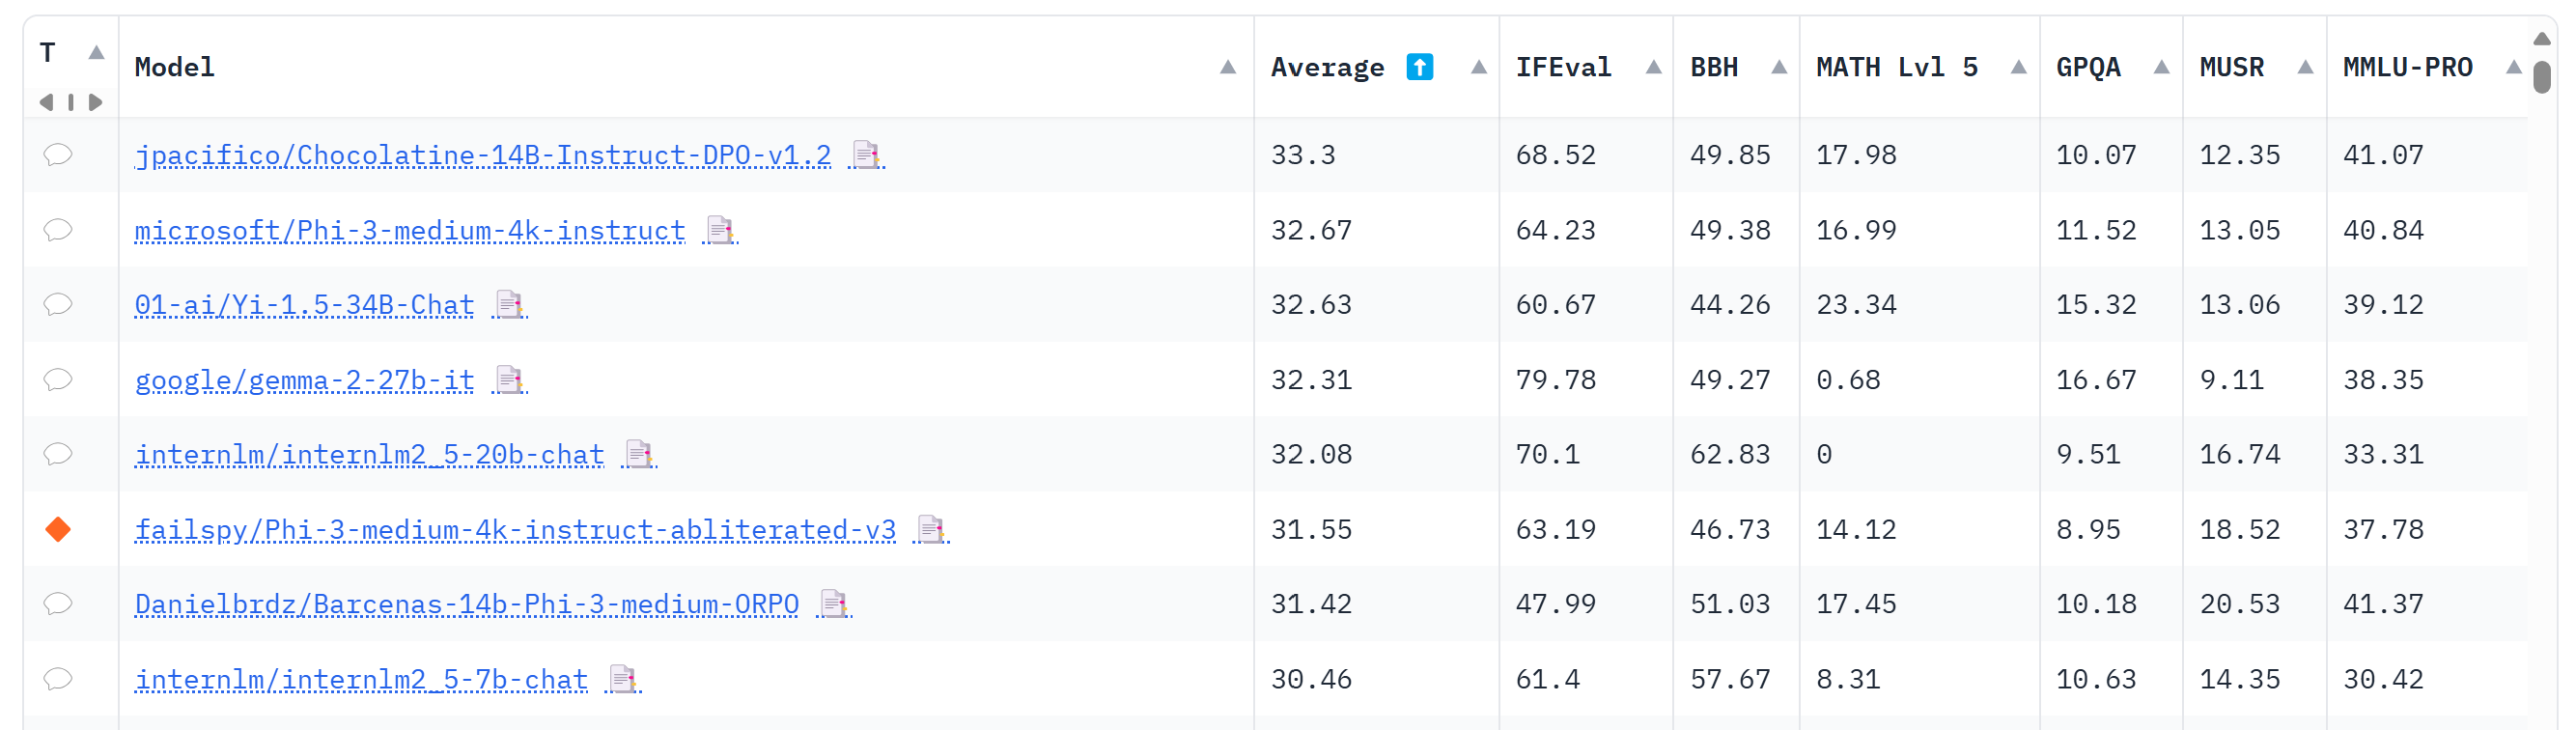 T Model Average IFEval BBH MATH Lvl 5 GPQA MUSR MMLU-PRO
jpacifico/Chocolatine-14B-Instruct-DPO-v1.2 33.3 68.52 49.85 17.98 10.07 12.35 41.07
microsoft/Phi-3-medium-4k-instruct 32.67 64.23 49.38 16.99 11.52 13.05 40.84
01-ai/Yi-1.5-34B-Chat 32.63 60.67 44.26 23.34 15.32 13.06 39.12
google/gemma-2-27b-it 32.31 79.78 49.27 0.68 16.67 9.11 38.35
internlm/internlm2_5-20b-chat 32.08 70.1 62.83 0 9.51 16.74 33.31
failspy/Phi-3-medium-4k-instruct-abliterated-v3 31.55 63.19 46.73 14.12 8.95 18.52 37.78
Danielbrdz/Barcenas-14b-Phi-3-medium-ORPO 31.42 47.99 51.03 17.45 10.18 20.53 41.37
internlm/internlm2_5-7b-chat 30.46 61.4 57.67 8.31 10.63 14.35 30.42